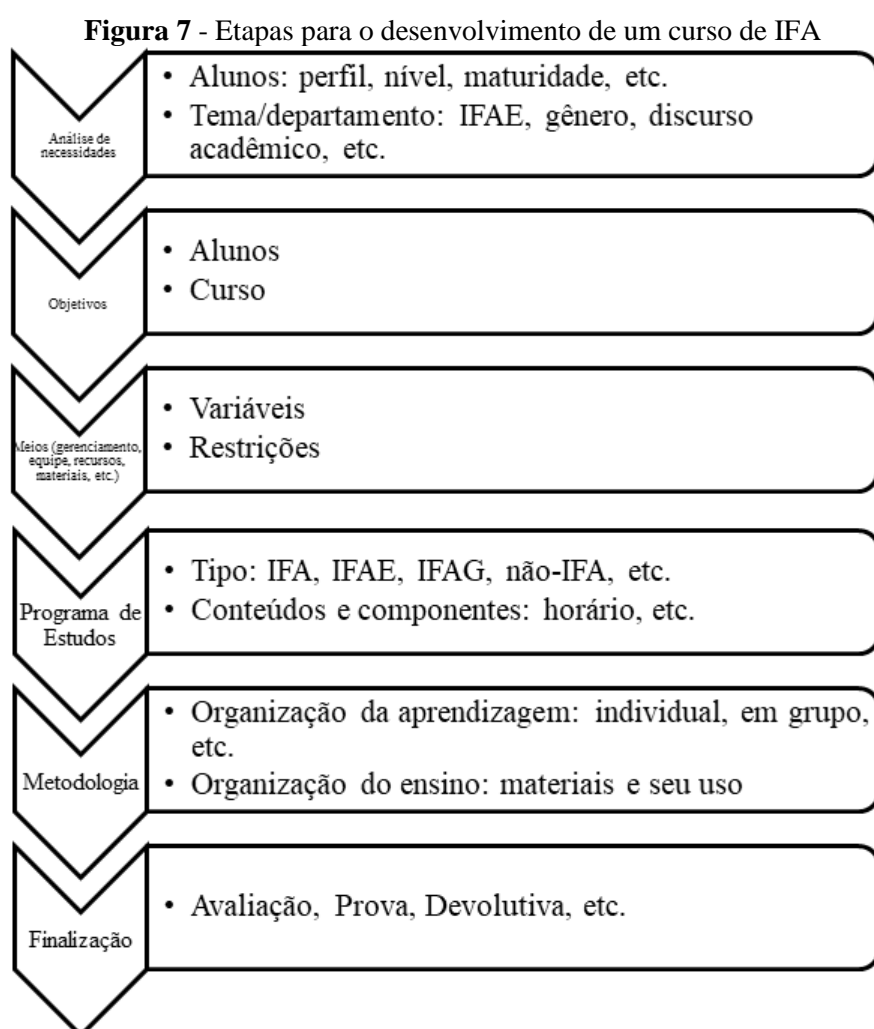 Figura 7 - Etapas para o desenvolvimento de um curso de IFA
Análise de
necessidades
• Alunos: perfil, nível, maturidade, etc.
• Tema/departamento: IFAE, gênero, discurso
acadêmico, etc.
Objetivos
• Alunos
• Curso
Meios (gerenciamento,
equipe, recursos,
materiais, etc.)
• Variáveis
• Restrições
Programa de
Estudos
• Tipo: IFA, IFAE, IFAG, não-IFA, etc.
• Conteúdos e componentes: horário, etc.
Metodologia
• Organização da aprendizagem: individual, em grupo,
etc.
• Organização do ensino: materiais e seu uso
Finalização
• Avaliação, Prova, Devolutiva, etc.